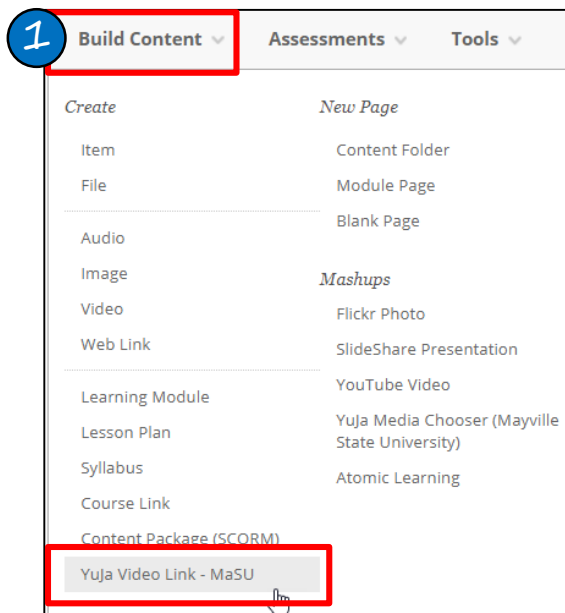 1
Build Content
Assessments
Tools
Create
Item
File
Audio
Image
Video
Web Link
Learning Module
Lesson Plan
Syllabus
Course Link
Content Package (SCORM)
YuJa Video Link - MaSU
New Page
Content Folder
Module Page
Blank Page
Mashups
Flickr Photo
SlideShare Presentation
YouTube Video
YuJa Media Chooser (Mayville
State University)
Atomic Learning